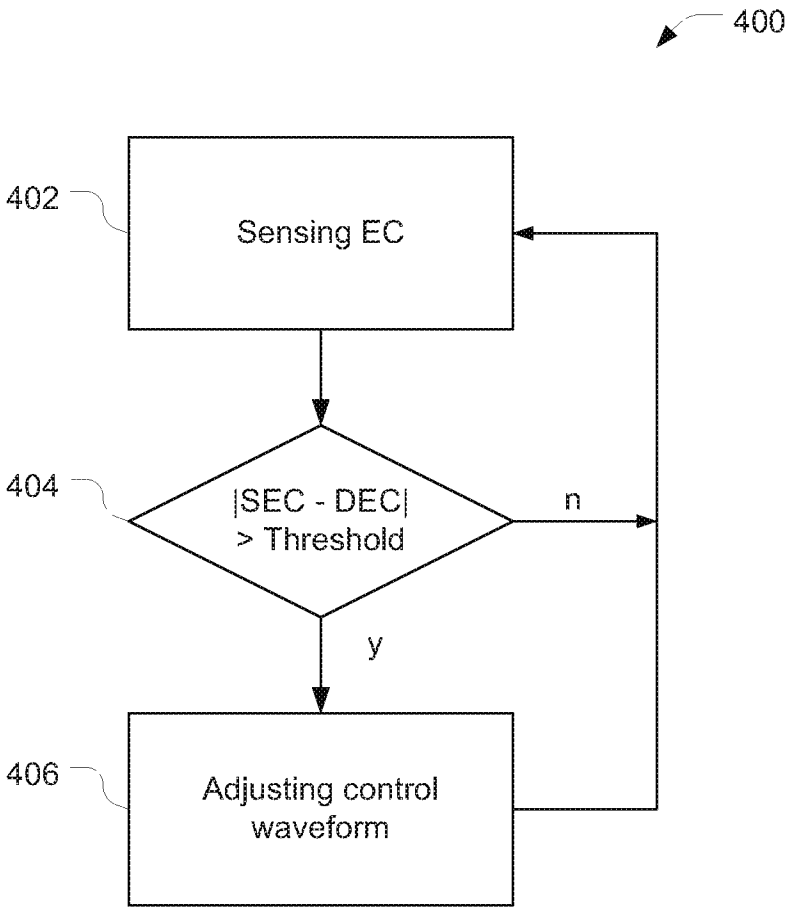 400
402
Sensing EC
404
|SEC - DEC|
> Threshold
n
y
406
Adjusting control
waveform